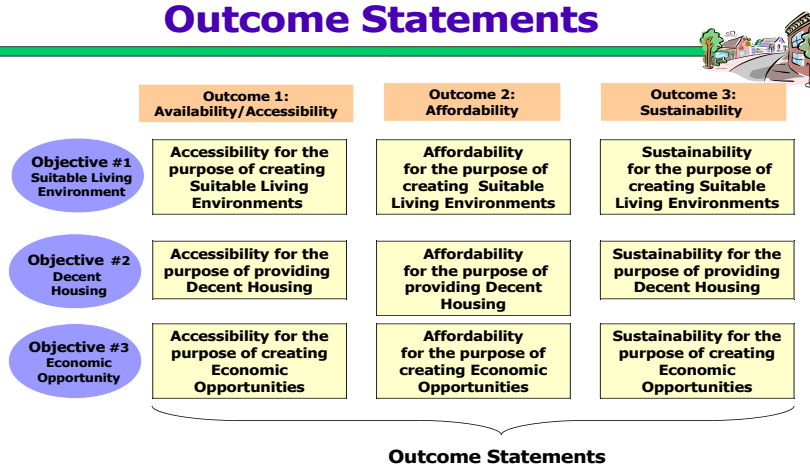 Outcome Statements
Outcome 1:
Availability/Accessibility
Outcome 2:
Affordability
Outcome 3:
Sustainability
Objective #1
Suitable Living
Environment
Accessibility for the
purpose of creating
Suitable Living
Environments
Affordability
for the purpose of
creating Suitable
Living Environments
Sustainability
for the purpose of
creating Suitable
Living Environments
Objective #2
Decent
Housing
Accessibility for the
purpose of providing
Decent Housing
Affordability
for the purpose of
providing Decent
Housing
Sustainability for the
purpose of providing
Decent Housing
Objective #3
Economic
Opportunity
Accessibility for the
purpose of creating
Economic
Opportunities
Affordability
for the purpose of
creating Economic
Opportunities
Sustainability for the
purpose of creating
Economic
Opportunities
Outcome Statements